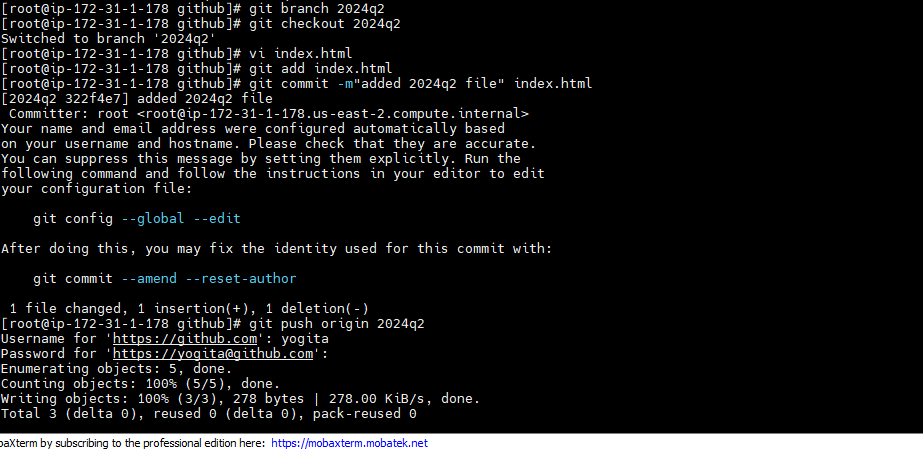 [root@ip-172-31-1-178 github]# git branch 2024q2
[root@ip-172-31-1-178 github]# git checkout 2024q2
Switched to branch '2024q2'
[root@ip-172-31-1-178 github]# vi index.html
[root@ip-172-31-1-178 github]# git add index.html
[root@ip-172-31-1-178 github]# git commit -m"added 2024q2 file" index.html
[2024q2 322f4e7] added 2024q2 file
 Committer: root <root@ip-172-31-1-178.us-east-2.compute.internal>
Your name and email address were configured automatically based
on your username and hostname. Please check that they are accurate.
You can suppress this message by setting them explicitly. Run the
following command and follow the instructions in your editor to edit
your configuration file:

    git config --global --edit

After doing this, you may fix the identity used for this commit with:

    git commit --amend --reset-author

 1 file changed, 1 insertion(+), 1 deletion(-)
[root@ip-172-31-1-178 github]# git push origin 2024q2
Username for 'https://github.com': yogita
Password for 'https://yogita@github.com':
Enumerating objects: 5, done.
Counting objects: 100% (5/5), done.
Writing objects: 100% (3/3), 278 bytes | 278.00 KiB/s, done.
Total 3 (delta 0), reused 0 (delta 0), pack-reused 0
baXterm by subscribing to the professional edition here: https://mobaxterm.mobatek.net